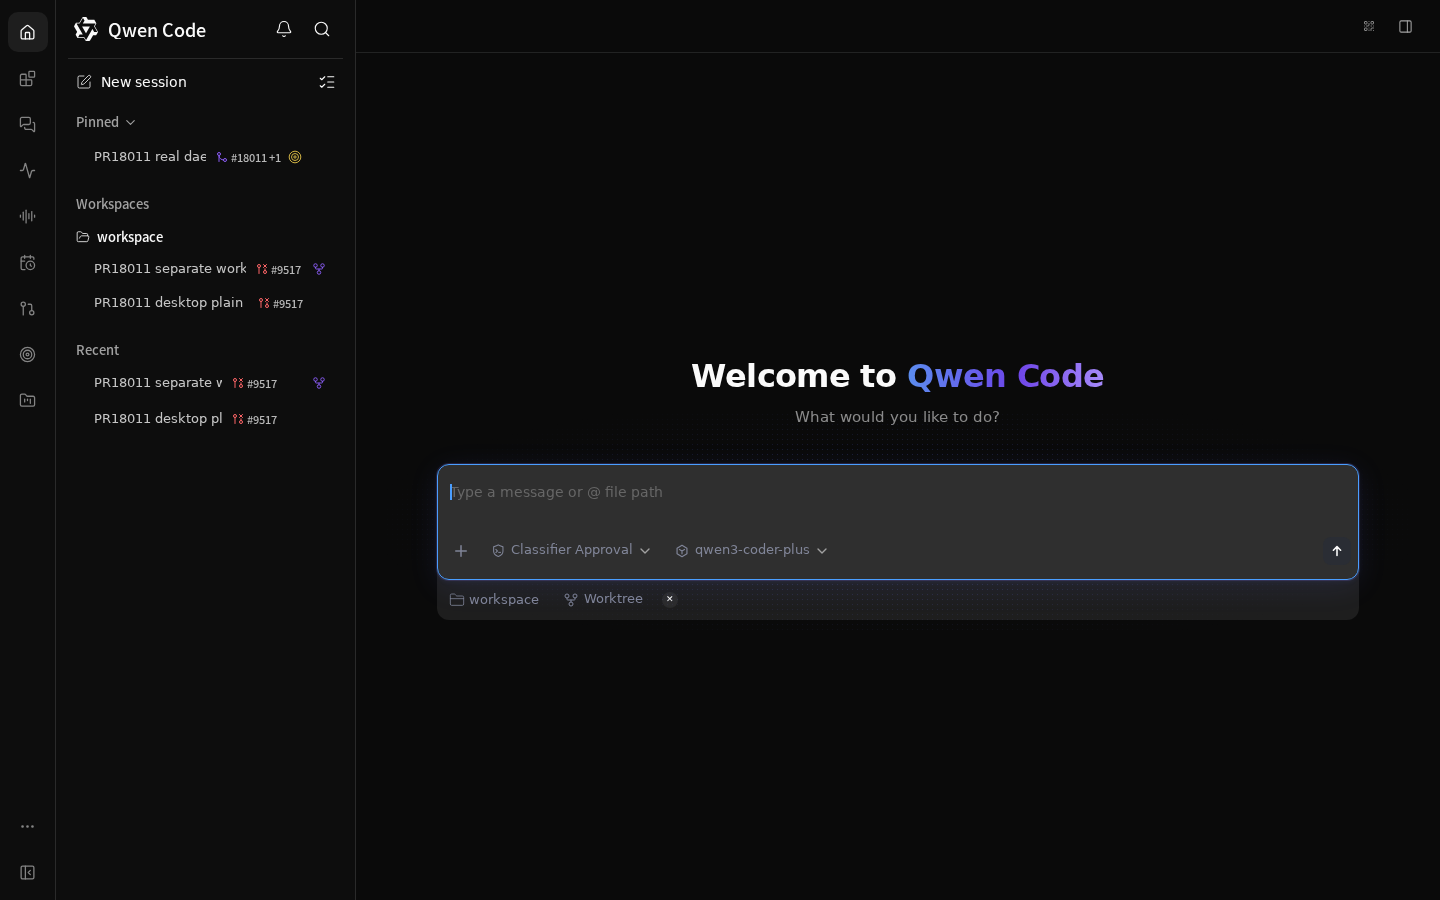 Qwen Code
New session
Pinned
PR18011 real dae #18011 +1
Workspaces
workspace
PR18011 separate work #9517
PR18011 desktop plain #9517
Recent
PR18011 separate v #9517
PR18011 desktop pl #9517
Welcome to Qwen Code
What would you like to do?
Type a message or @ file path
Classifier Approval qwen3-coder-plus
workspace Worktree